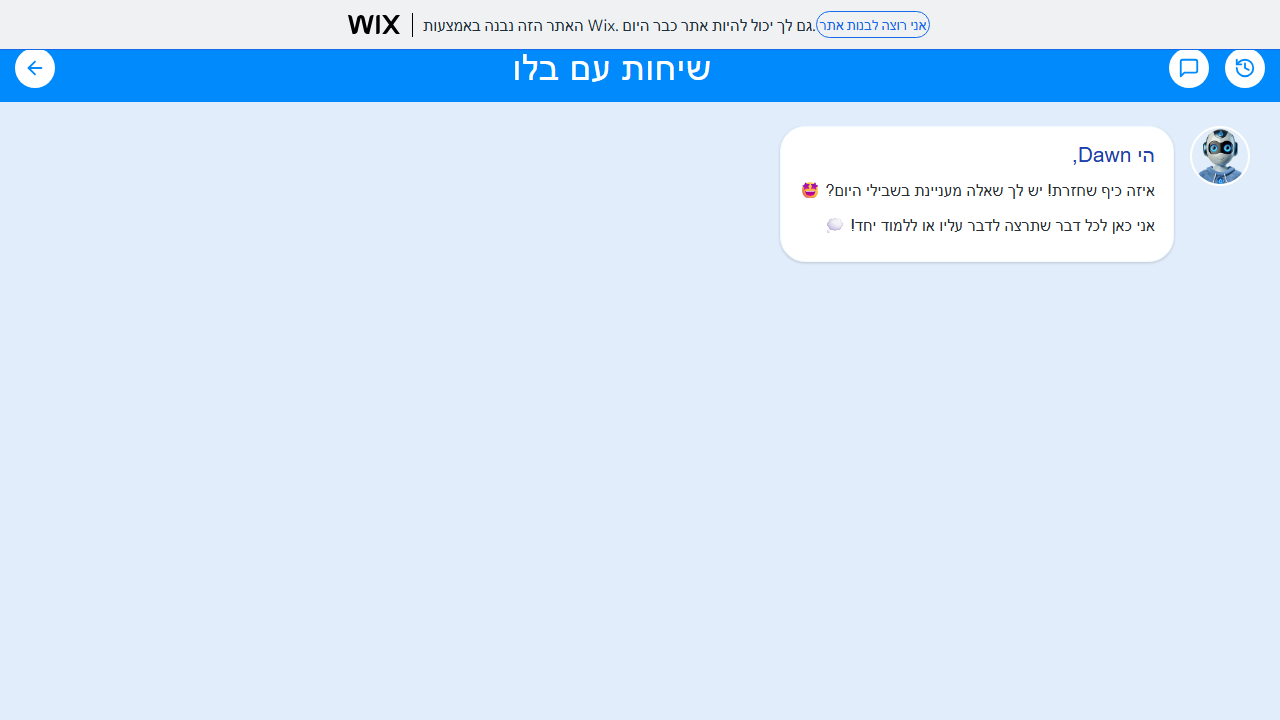 WIX
האתר הזה נבנה באמצעות Wix. גם לך יכול להיות אתר כבר היום.
אני רוצה לבנות אתר
שיחות עם בלו
היי Dawn,
איזה כיף שחזרת! יש לך שאלה מעניינת בשבילי היום? 🤩
אני כאן לכל דבר שתרצה לדבר עליו או ללמוד יחד! 💭